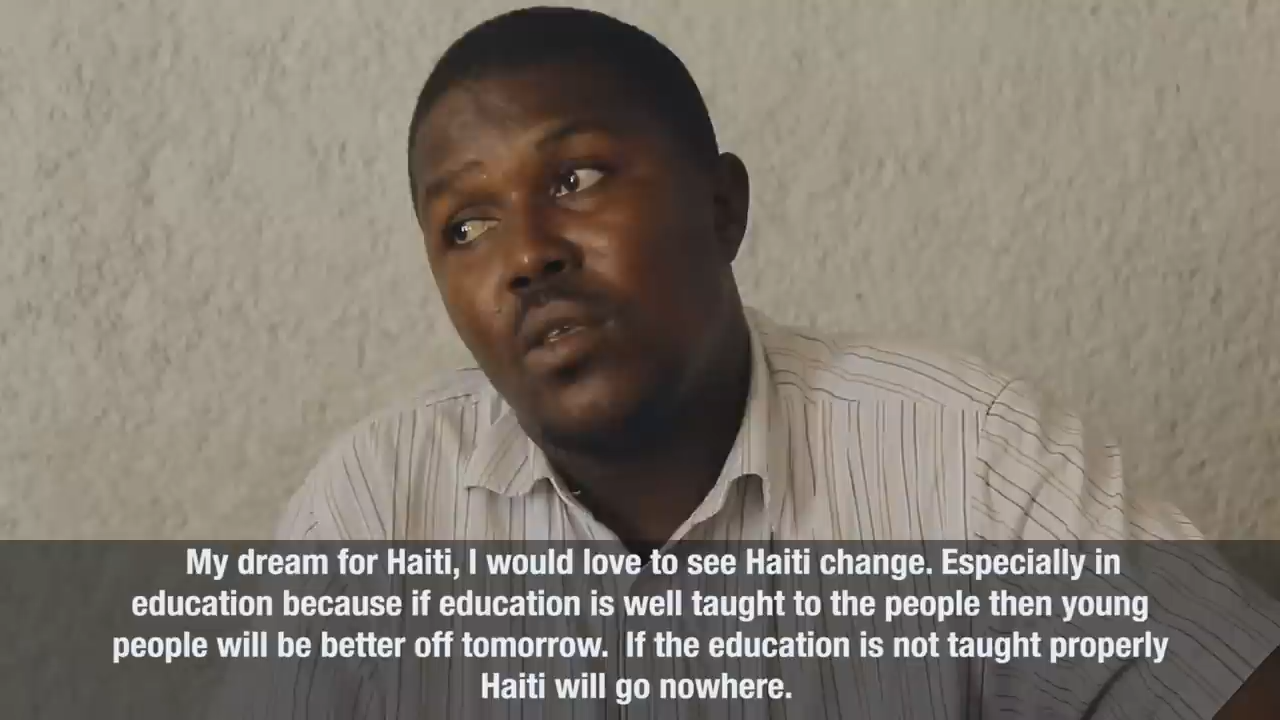 My dream for Haiti, I would love to see Haiti change. Especially in
education because if education is well taught to the people then young
people will be better off tomorrow.  If the education is not taught properly
Haiti will go nowhere.